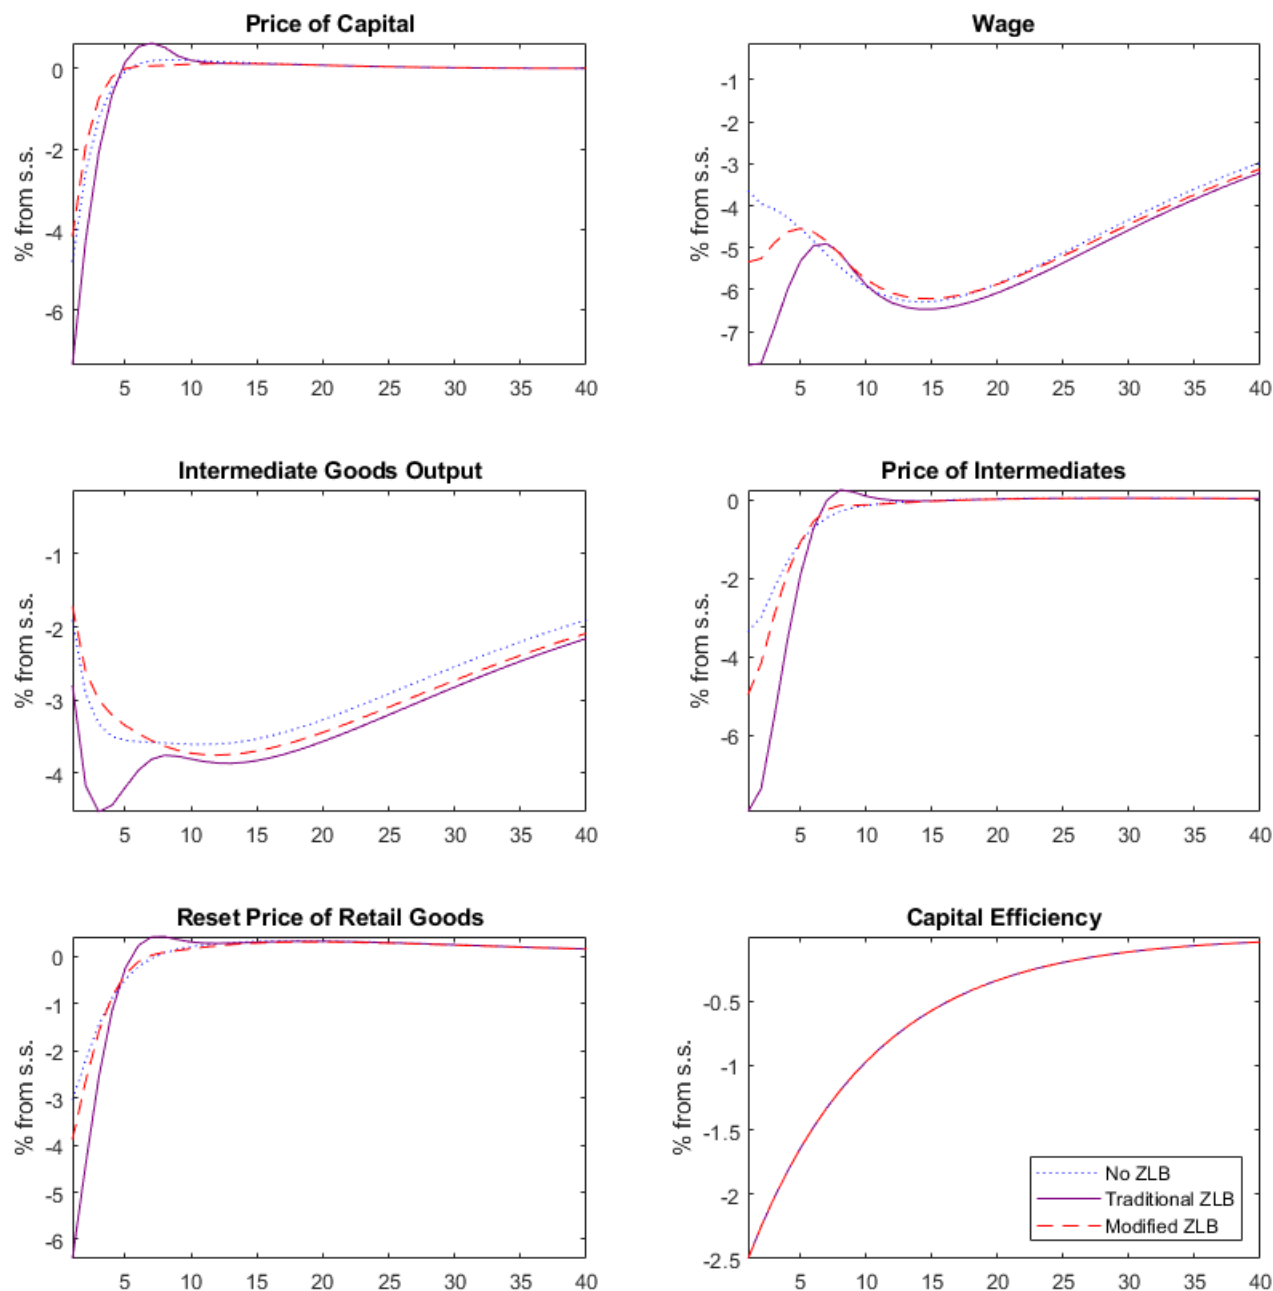 Price of Capital
% from s.s.
0
-2
-4
-6
5 10 15 20 25 30 35 40
Wage
% from s.s.
-1
-2
-3
-4
-5
-6
-7
5 10 15 20 25 30 35 40
Intermediate Goods Output
% from s.s.
-1
-2
-3
-4
5 10 15 20 25 30 35 40
Price of Intermediates
% from s.s.
0
-2
-4
-6
5 10 15 20 25 30 35 40
Reset Price of Retail Goods
% from s.s.
0
-1
-2
-3
-4
-5
-6
5 10 15 20 25 30 35 40
Capital Efficiency
% from s.s.
-0.5
-1
-1.5
-2
-2.5
5 10 15 20 25 30 35 40
No ZLB
Traditional ZLB
Modified ZLB